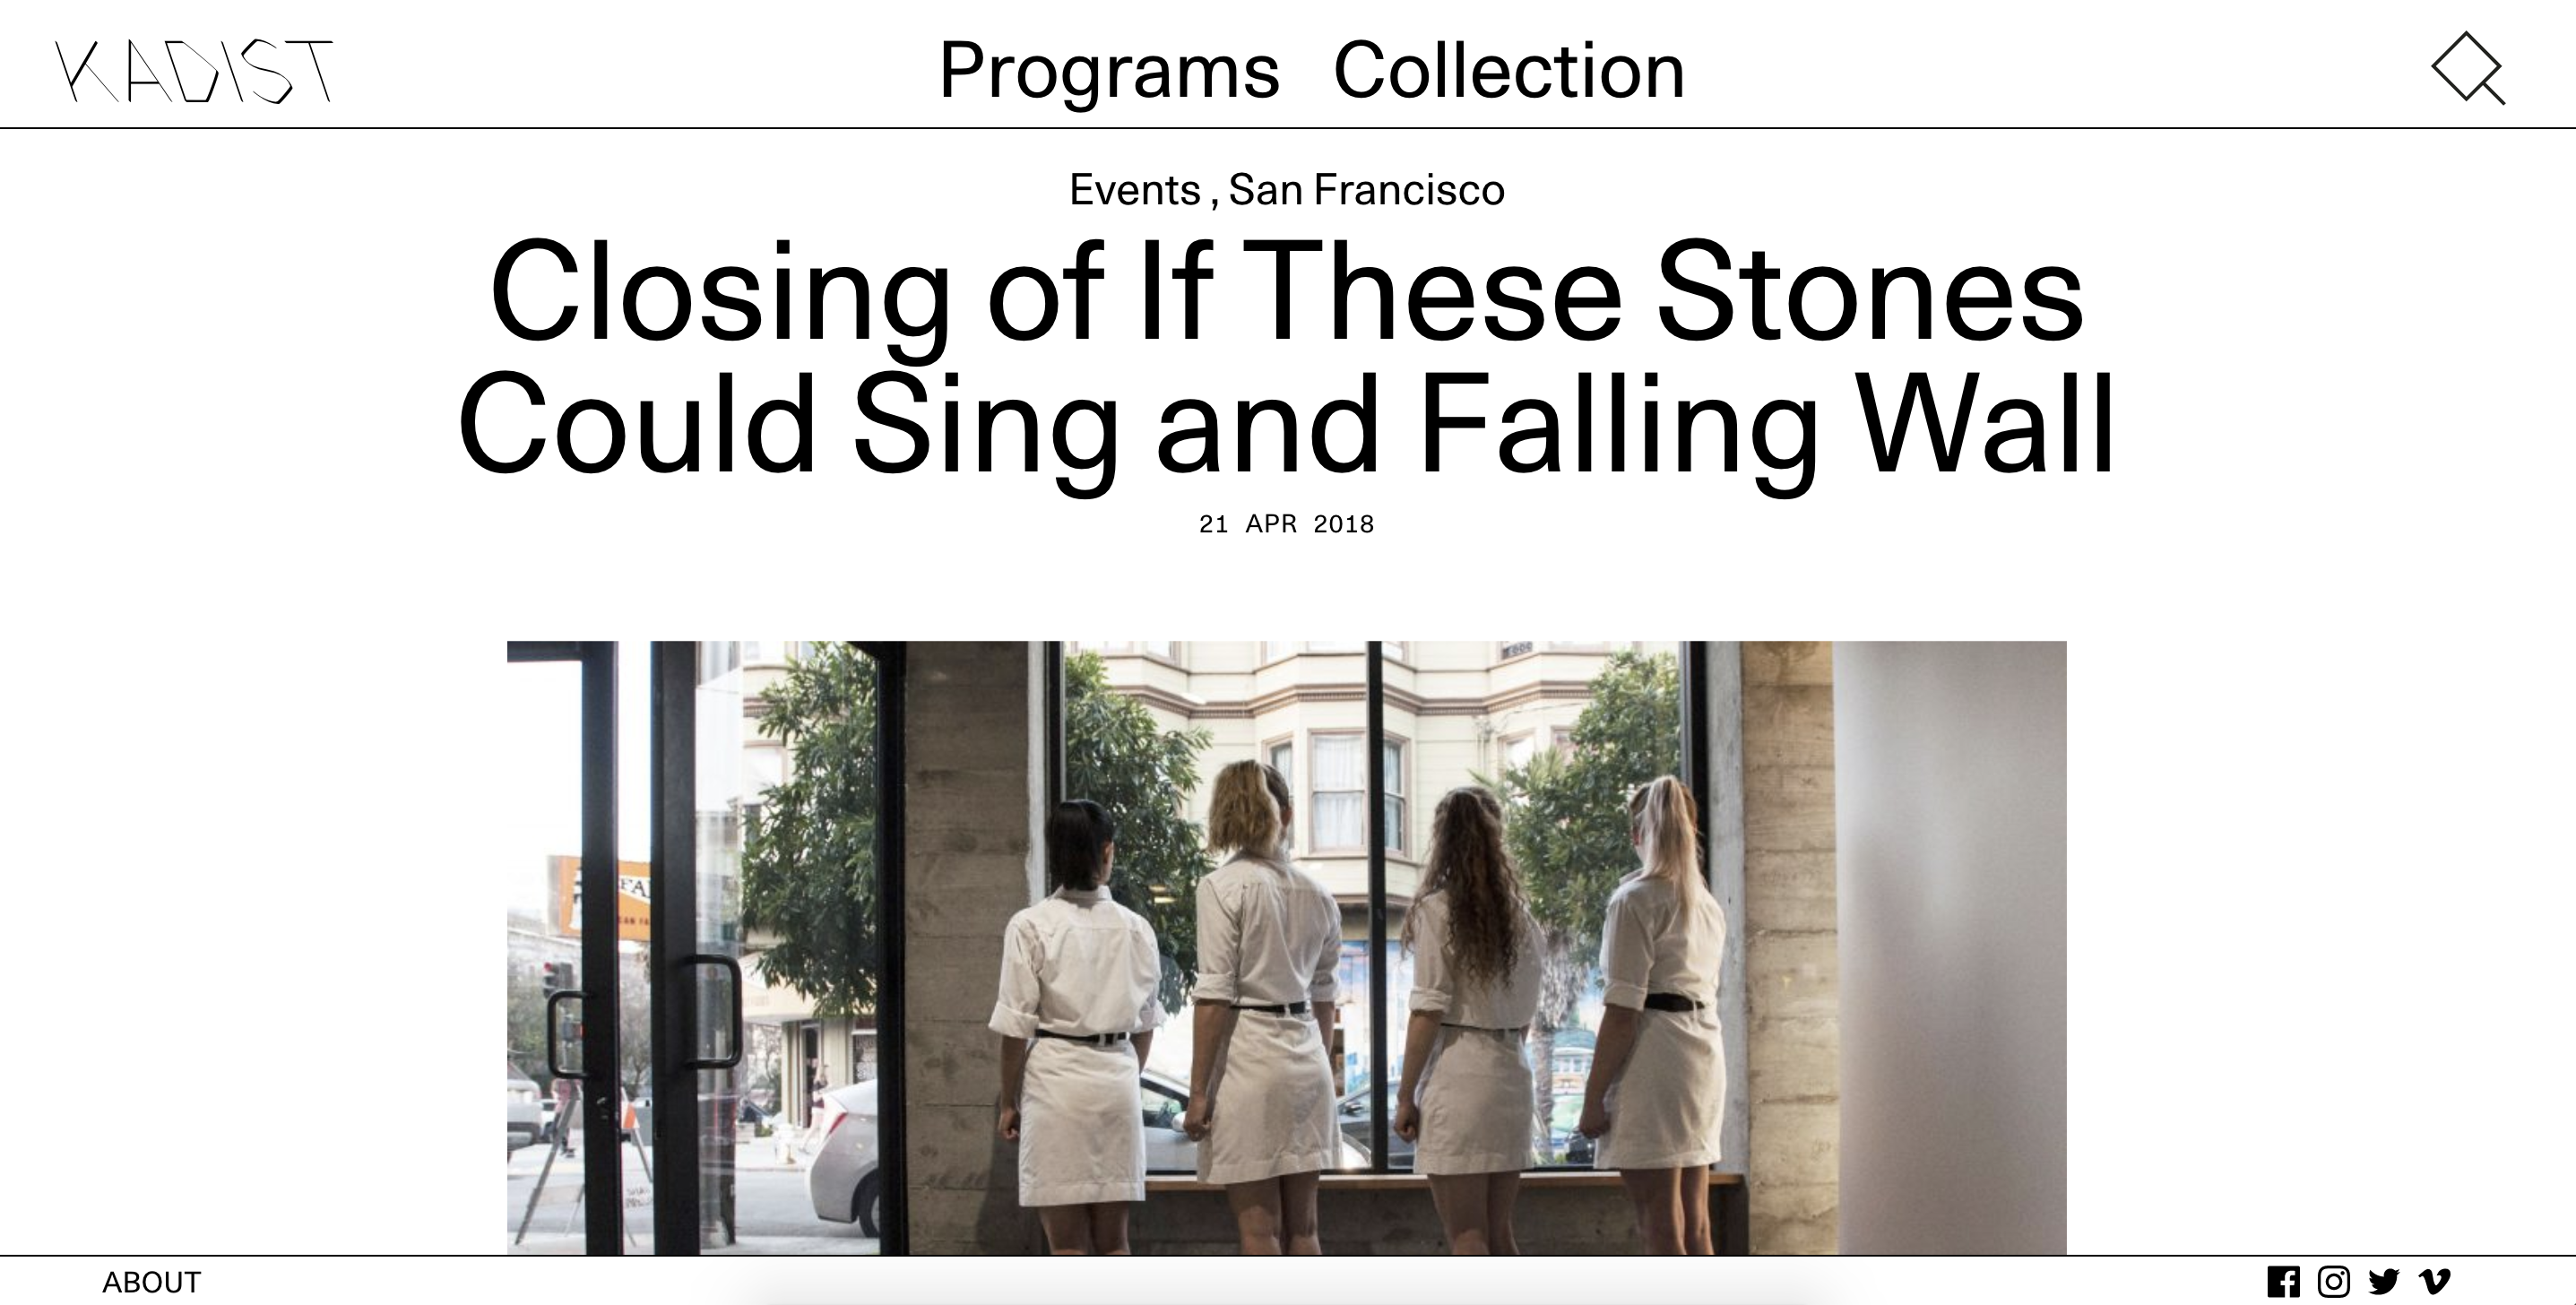 KADIST
Programs Collection
Events , San Francisco
Closing of If These Stones
Could Sing and Falling Wall
21 APR 2018
ABOUT